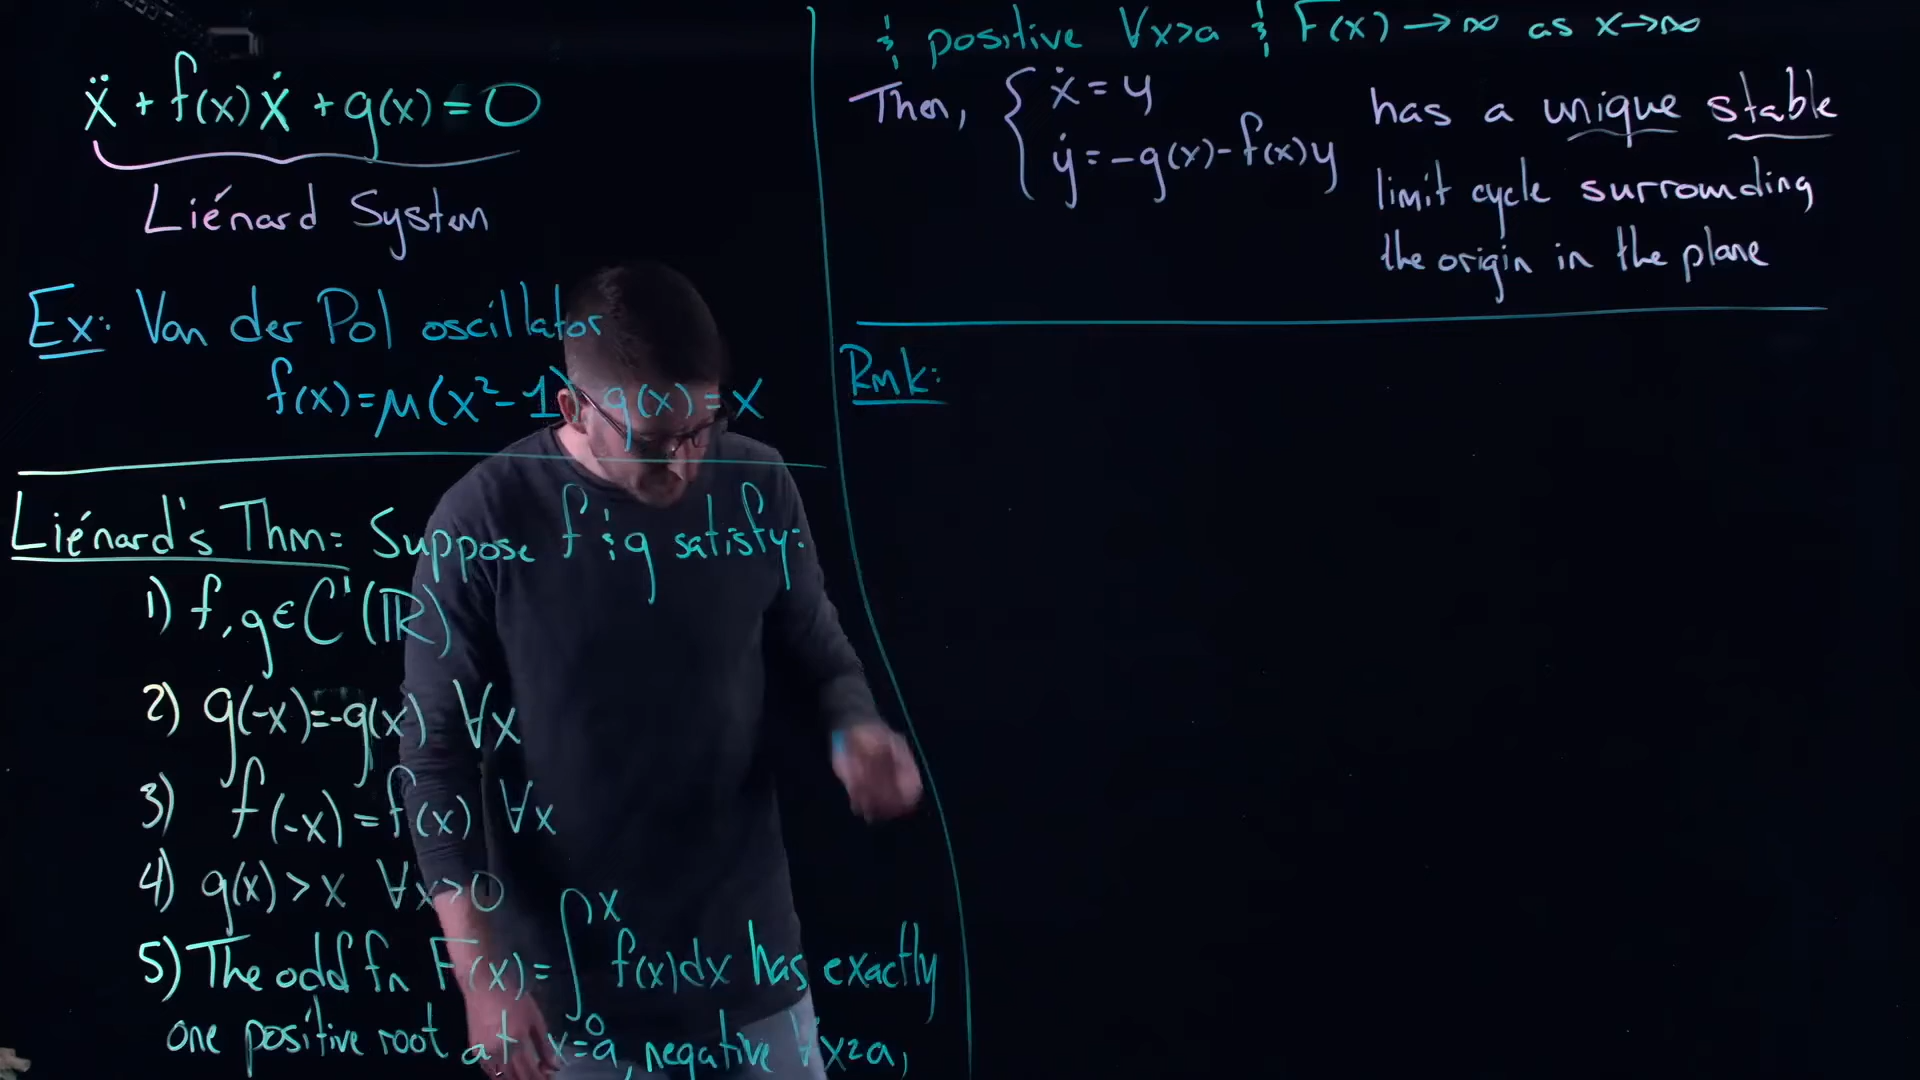 ẍ + f(x)ẋ + g(x) = 0
Liénard System
Ex: Van der Pol oscillator
f(x)=μ(x²-1) g(x)=x
Liénard's Thm: Suppose f & g satisfy:
1) f,g∈C'(ℝ)
2) g(-x)=-g(x) ∀x
3) f(-x)=f(x) ∀x
4) g(x)>x ∀x>0
5) The odd fn F(x)=∫₀ˣ f(x)dx has exactly
one positive root at x=a, negative ∀x<a,
& positive ∀x>a & F(x)→∞ as x→∞
Then, { ẋ=y
ẏ=-g(x)-f(x)y
has a unique stable
limit cycle surrounding
the origin in the plane
Rmk: